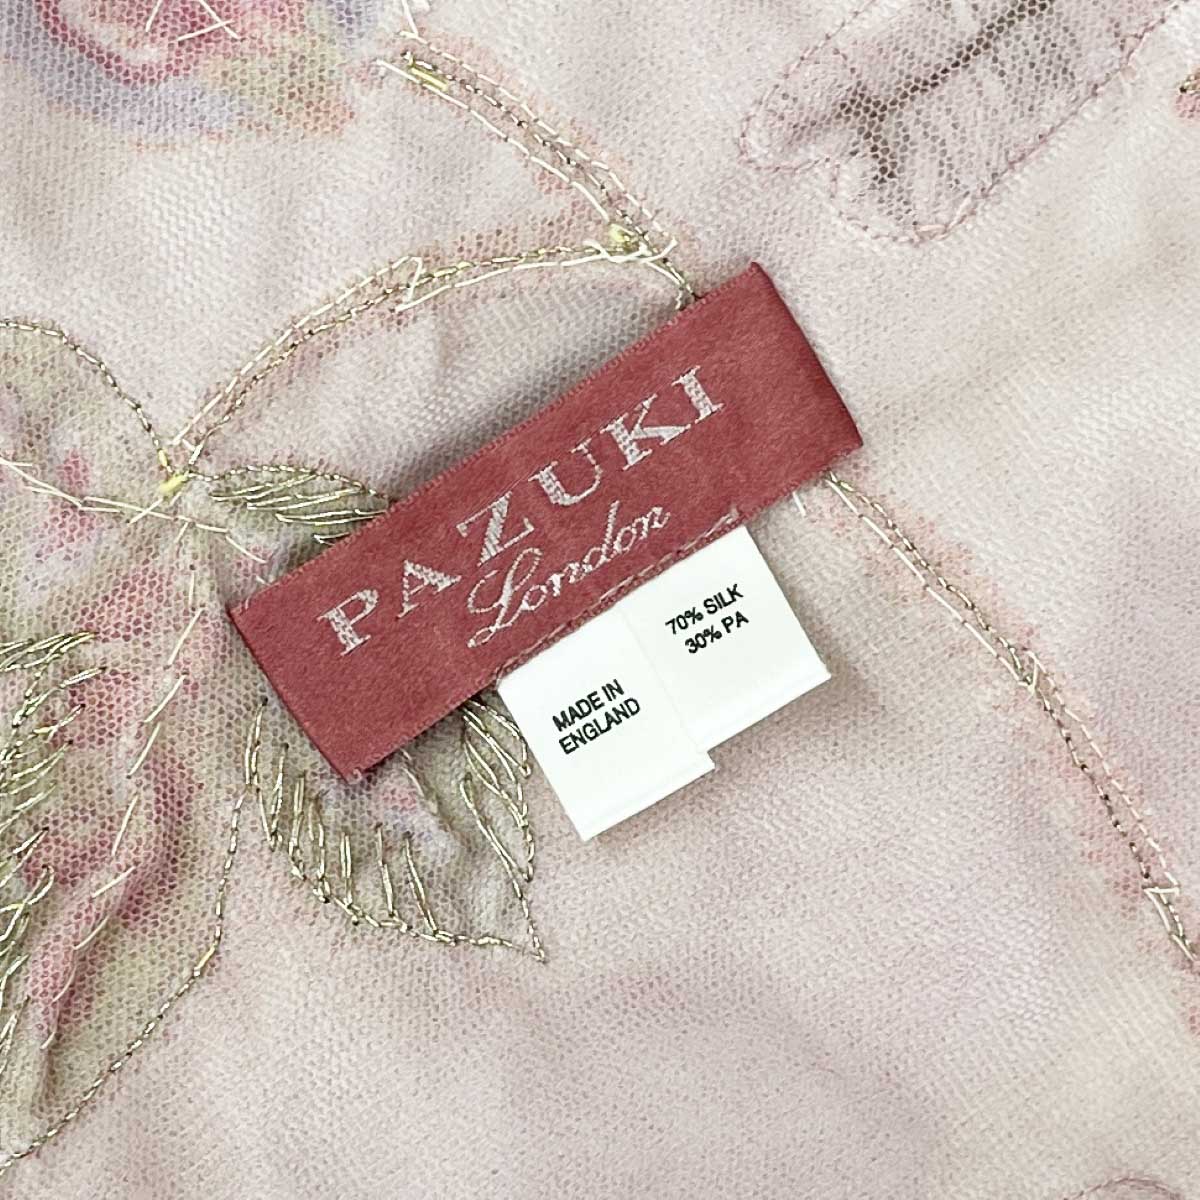 PAZUKI
London
MADE IN
ENGLAND
70% SILK
30% PA